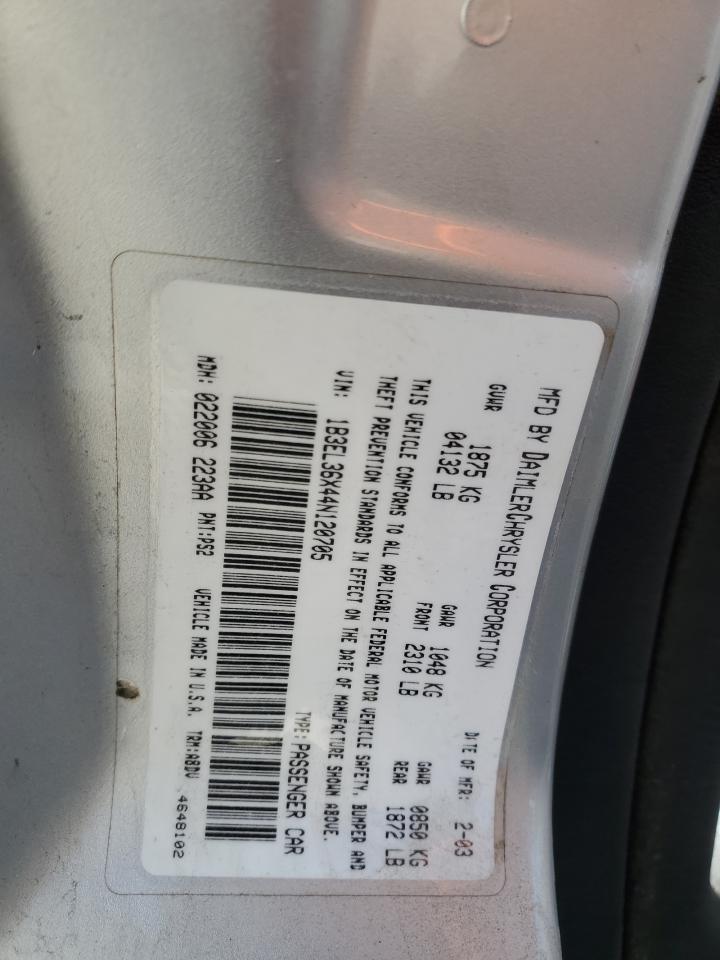 MFD BY DAIMLERCHRYSLER CORPORATION
DATE OF MFR: 2-03
GVWR 1875 KG 04132 LB
GAWR FRONT 1048 KG 2310 LB
GAWR REAR 0850 KG 1872 LB
THIS VEHICLE CONFORMS TO ALL APPLICABLE FEDERAL MOTOR VEHICLE SAFETY, BUMPER AND
THEFT PREVENTION STANDARDS IN EFFECT ON THE DATE OF MANUFACTURE SHOWN ABOVE.
VIN: 1B3EL36X44N120705 TYPE: PASSENGER CAR
MDH: 022006 223AA PNT:PS2 VEHICLE MADE IN U.S.A. TRM:A8DV
4648102